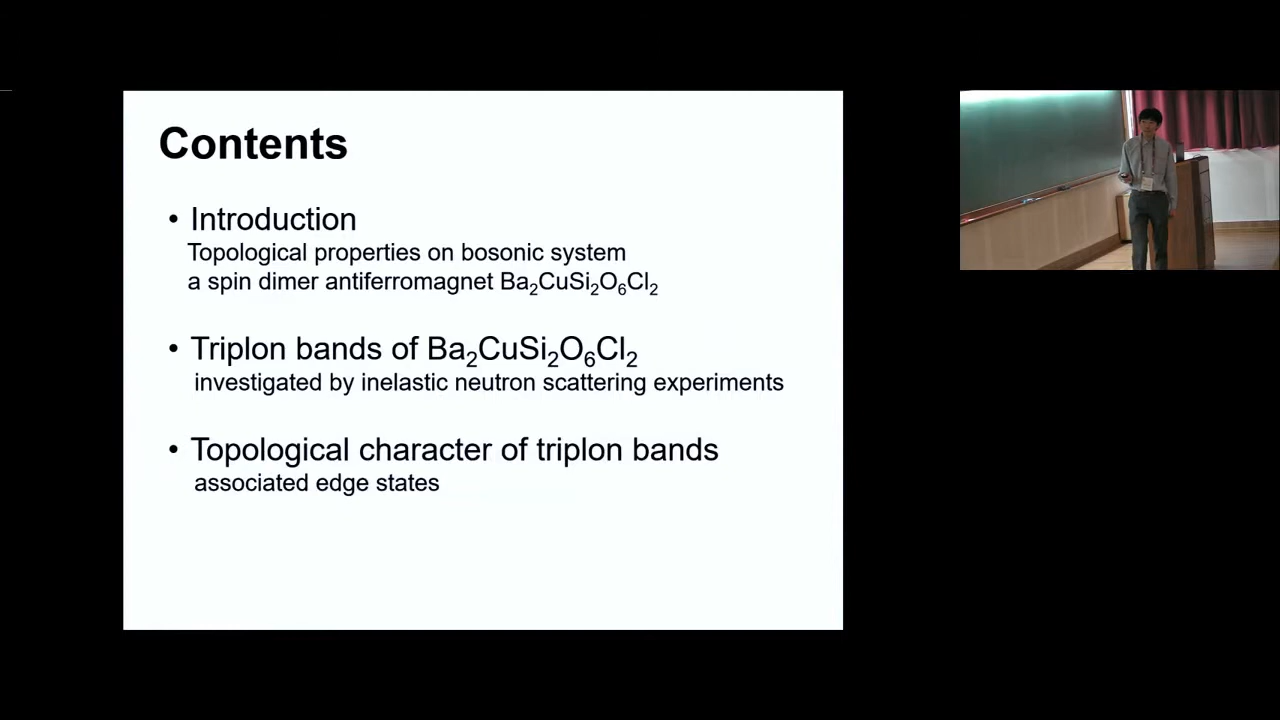 Contents
• Introduction
Topological properties on bosonic system
a spin dimer antiferromagnet Ba₂CuSi₂O₆Cl₂
• Triplon bands of Ba₂CuSi₂O₆Cl₂
investigated by inelastic neutron scattering experiments
• Topological character of triplon bands
associated edge states